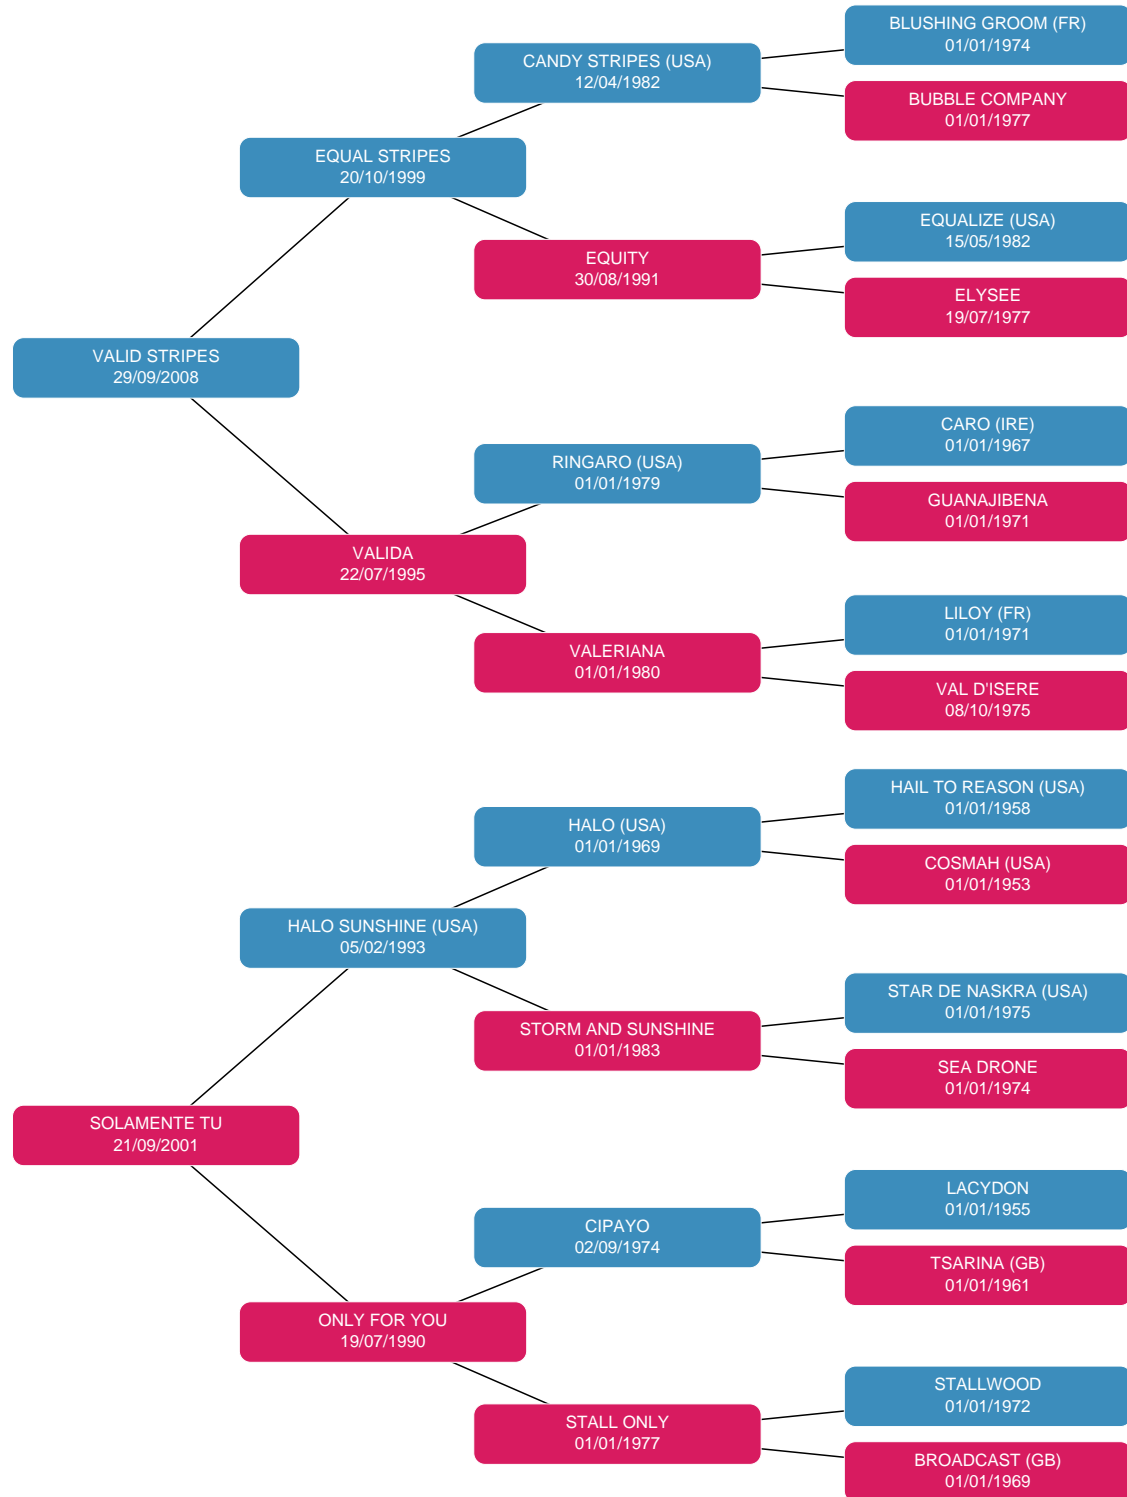 BLUSHING GROOM (FR)
01/01/1974
CANDY STRIPES (USA)
12/04/1982
BUBBLE COMPANY
01/01/1977
EQUAL STRIPES
20/10/1999
EQUALIZE (USA)
15/05/1982
EQUITY
30/08/1991
ELYSEE
19/07/1977
VALID STRIPES
29/09/2008
CARO (IRE)
01/01/1967
RINGARO (USA)
01/01/1979
GUANAJIBENA
01/01/1971
VALIDA
22/07/1995
LILOY (FR)
01/01/1971
VALERIANA
01/01/1980
VAL D'ISERE
08/10/1975
HAIL TO REASON (USA)
01/01/1958
HALO (USA)
01/01/1969
COSMAH (USA)
01/01/1953
HALO SUNSHINE (USA)
05/02/1993
STAR DE NASKRA (USA)
01/01/1975
STORM AND SUNSHINE
01/01/1983
SEA DRONE
01/01/1974
SOLAMENTE TU
21/09/2001
LACYDON
01/01/1955
CIPAYO
02/09/1974
TSARINA (GB)
01/01/1961
ONLY FOR YOU
19/07/1990
STALLWOOD
01/01/1972
STALL ONLY
01/01/1977
BROADCAST (GB)
01/01/1969